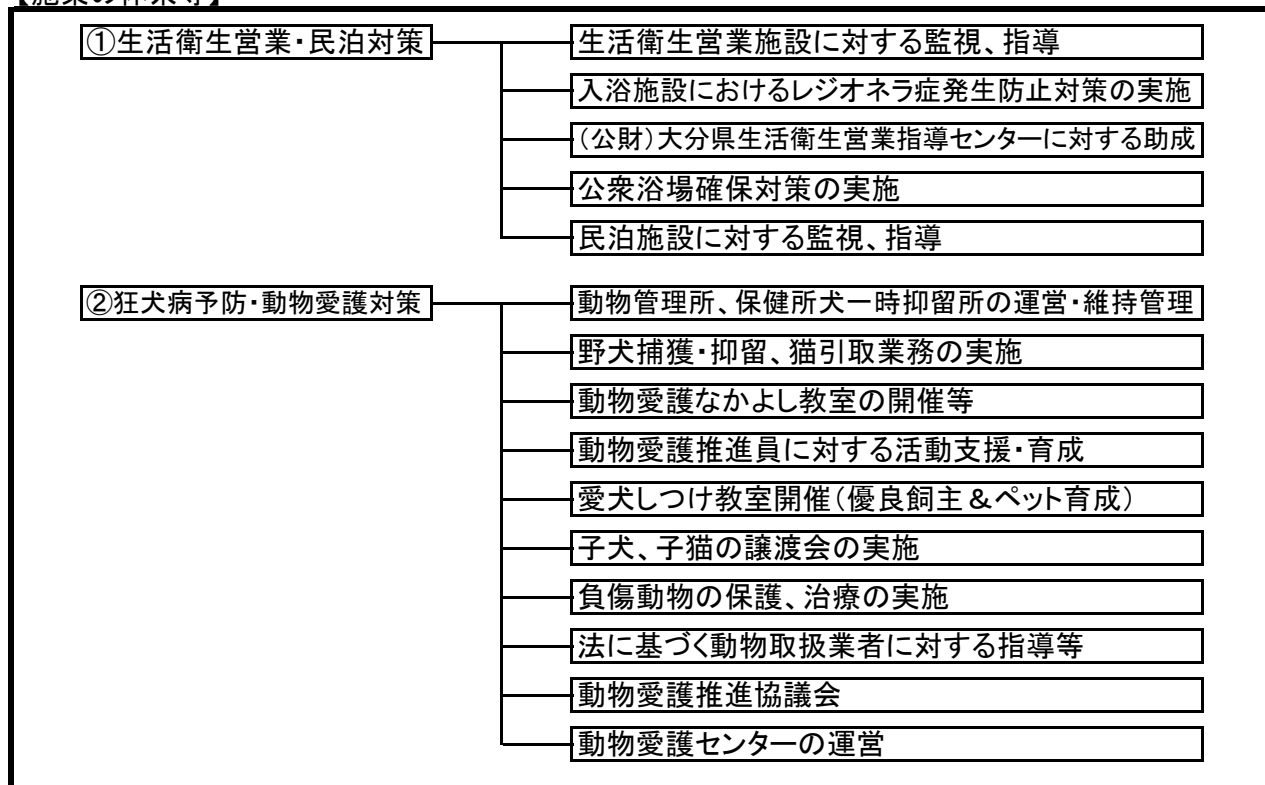 ①生活衛生営業・民泊対策
生活衛生営業施設に対する監視、指導
入浴施設におけるレジオネラ症発生防止対策の実施
(公財)大分県生活衛生営業指導センターに対する助成
公衆浴場確保対策の実施
民泊施設に対する監視、指導
②狂犬病予防・動物愛護対策
動物管理所、保健所犬一時抑留所の運営・維持管理
野犬捕獲・抑留、猫引取業務の実施
動物愛護なかよし教室の開催等
動物愛護推進員に対する活動支援・育成
愛犬しつけ教室開催(優良飼主&ペット育成)
子犬、子猫の譲渡会の実施
負傷動物の保護、治療の実施
法に基づく動物取扱業者に対する指導等
動物愛護推進協議会
動物愛護センターの運営